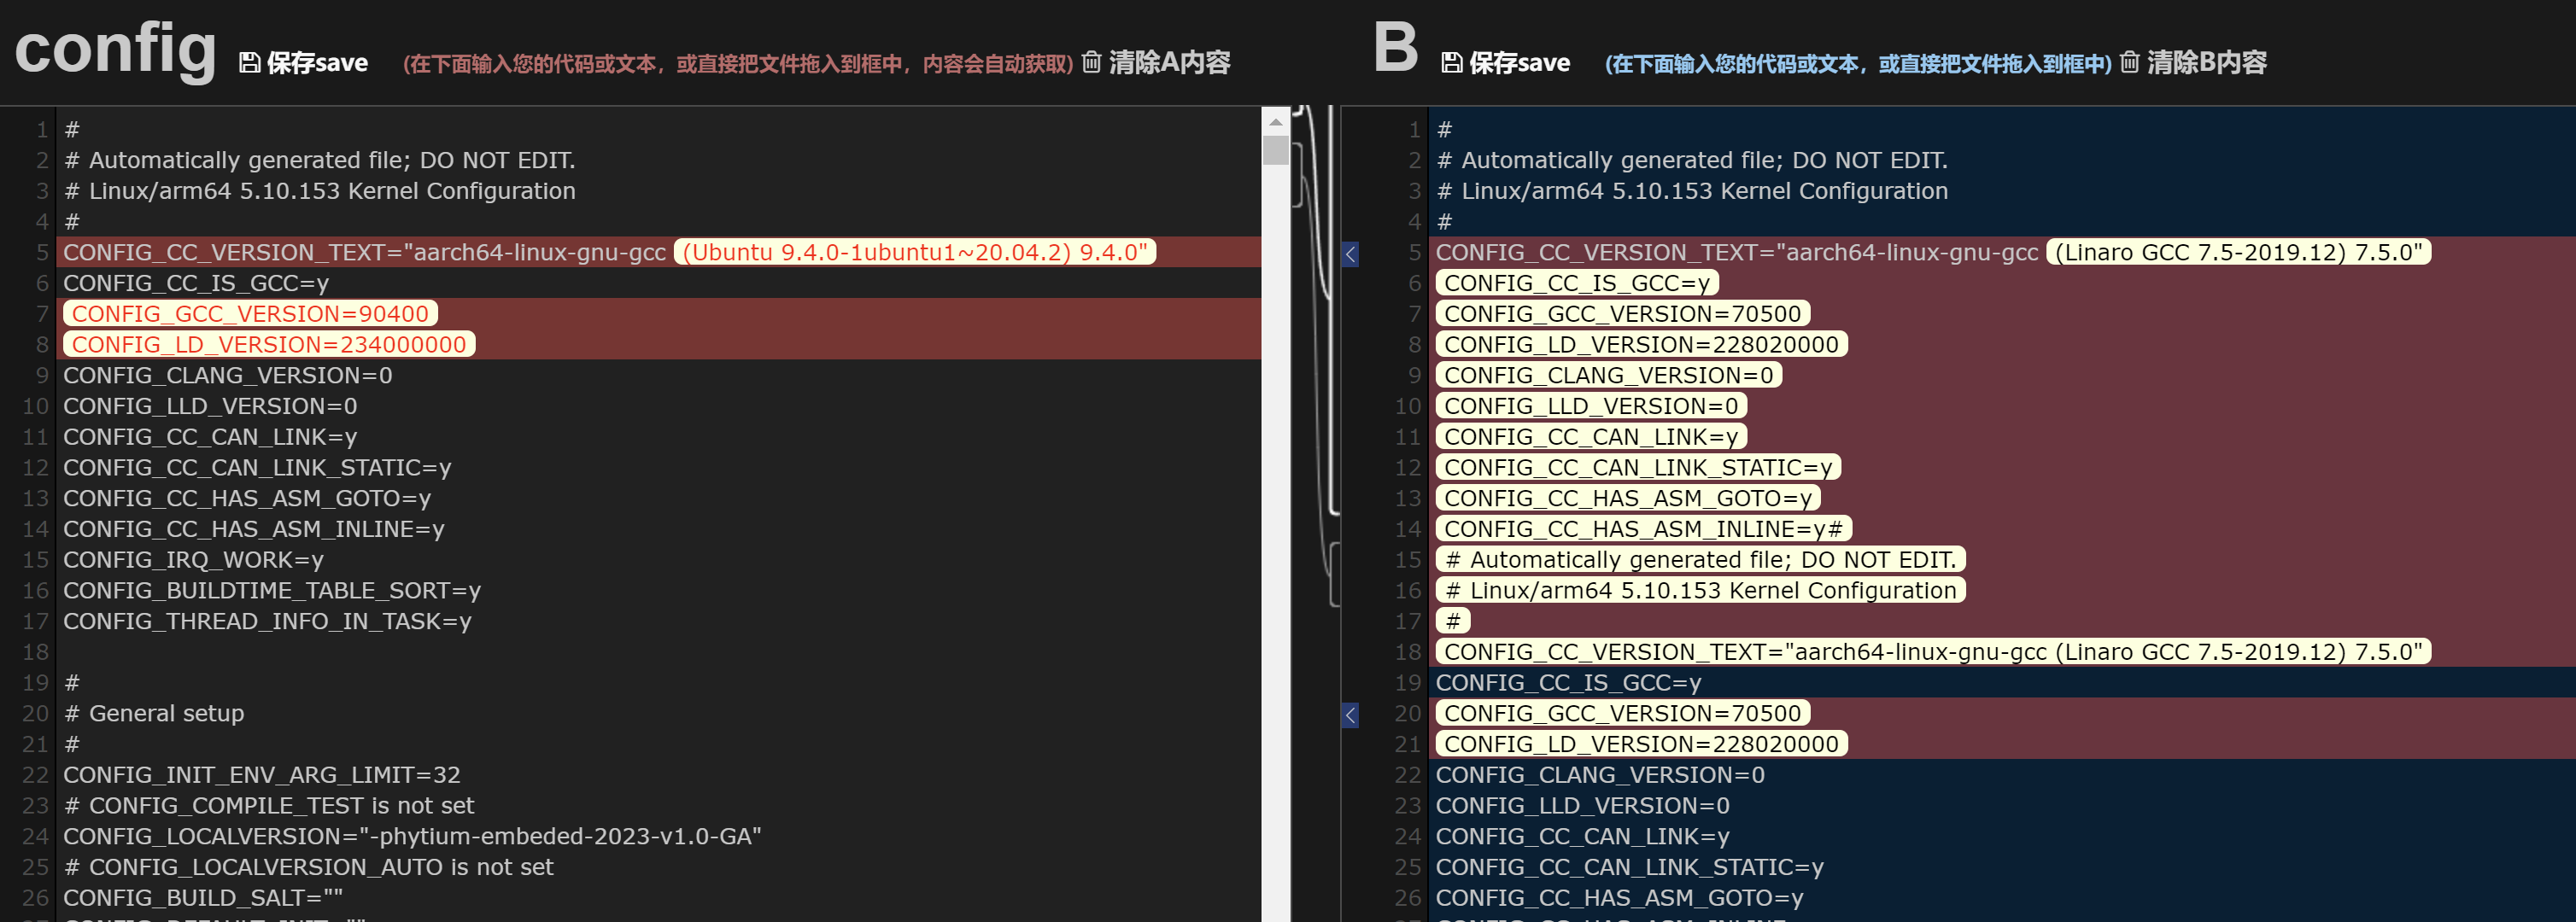 config 保存save (在下面输入您的代码或文本，或直接把文件拖入到框中，内容会自动获取) 清除A内容
1 #
2 # Automatically generated file; DO NOT EDIT.
3 # Linux/arm64 5.10.153 Kernel Configuration
4 #
5 CONFIG_CC_VERSION_TEXT="aarch64-linux-gnu-gcc (Ubuntu 9.4.0-1ubuntu1~20.04.2) 9.4.0"
6 CONFIG_CC_IS_GCC=y
7 CONFIG_GCC_VERSION=90400
8 CONFIG_LD_VERSION=234000000
9 CONFIG_CLANG_VERSION=0
10 CONFIG_LLD_VERSION=0
11 CONFIG_CC_CAN_LINK=y
12 CONFIG_CC_CAN_LINK_STATIC=y
13 CONFIG_CC_HAS_ASM_GOTO=y
14 CONFIG_CC_HAS_ASM_INLINE=y
15 CONFIG_IRQ_WORK=y
16 CONFIG_BUILDTIME_TABLE_SORT=y
17 CONFIG_THREAD_INFO_IN_TASK=y
18
19 #
20 # General setup
21 #
22 CONFIG_INIT_ENV_ARG_LIMIT=32
23 # CONFIG_COMPILE_TEST is not set
24 CONFIG_LOCALVERSION="-phytium-embeded-2023-v1.0-GA"
25 # CONFIG_LOCALVERSION_AUTO is not set
26 CONFIG_BUILD_SALT=""
B 保存save (在下面输入您的代码或文本，或直接把文件拖入到框中) 清除B内容
1 #
2 # Automatically generated file; DO NOT EDIT.
3 # Linux/arm64 5.10.153 Kernel Configuration
4 #
5 CONFIG_CC_VERSION_TEXT="aarch64-linux-gnu-gcc (Linaro GCC 7.5-2019.12) 7.5.0"
6 CONFIG_CC_IS_GCC=y
7 CONFIG_GCC_VERSION=70500
8 CONFIG_LD_VERSION=228020000
9 CONFIG_CLANG_VERSION=0
10 CONFIG_LLD_VERSION=0
11 CONFIG_CC_CAN_LINK=y
12 CONFIG_CC_CAN_LINK_STATIC=y
13 CONFIG_CC_HAS_ASM_GOTO=y
14 CONFIG_CC_HAS_ASM_INLINE=y#
15 # Automatically generated file; DO NOT EDIT.
16 # Linux/arm64 5.10.153 Kernel Configuration
17 #
18 CONFIG_CC_VERSION_TEXT="aarch64-linux-gnu-gcc (Linaro GCC 7.5-2019.12) 7.5.0"
19 CONFIG_CC_IS_GCC=y
20 CONFIG_GCC_VERSION=70500
21 CONFIG_LD_VERSION=228020000
22 CONFIG_CLANG_VERSION=0
23 CONFIG_LLD_VERSION=0
24 CONFIG_CC_CAN_LINK=y
25 CONFIG_CC_CAN_LINK_STATIC=y
26 CONFIG_CC_HAS_ASM_GOTO=y